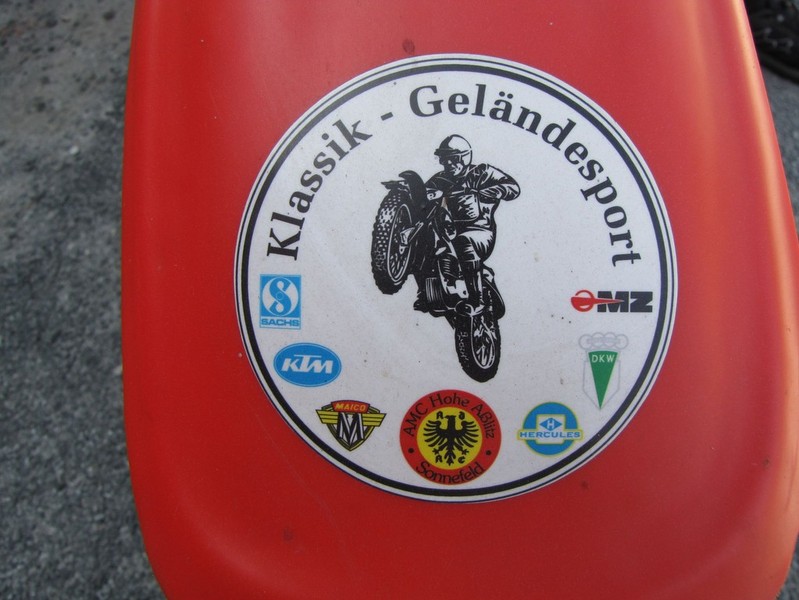 Klassik - Geländesport
SACHS
MZ
KTM
DKW
MAICO
M
AMC Hohe Aßlitz
Sonnefeld
H
HERCULES